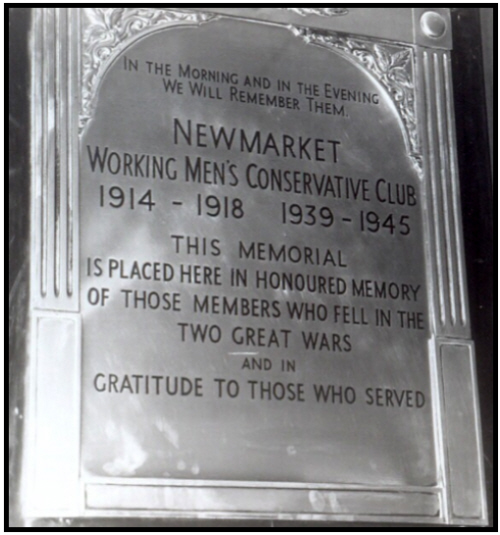 IN THE MORNING AND IN THE EVENING
WE WILL REMEMBER THEM.
NEWMARKET
WORKING MEN'S CONSERVATIVE CLUB
1914 - 1918 1939 - 1945
THIS MEMORIAL
IS PLACED HERE IN HONOURED MEMORY
OF THOSE MEMBERS WHO FELL IN THE
TWO GREAT WARS
AND IN
GRATITUDE TO THOSE WHO SERVED